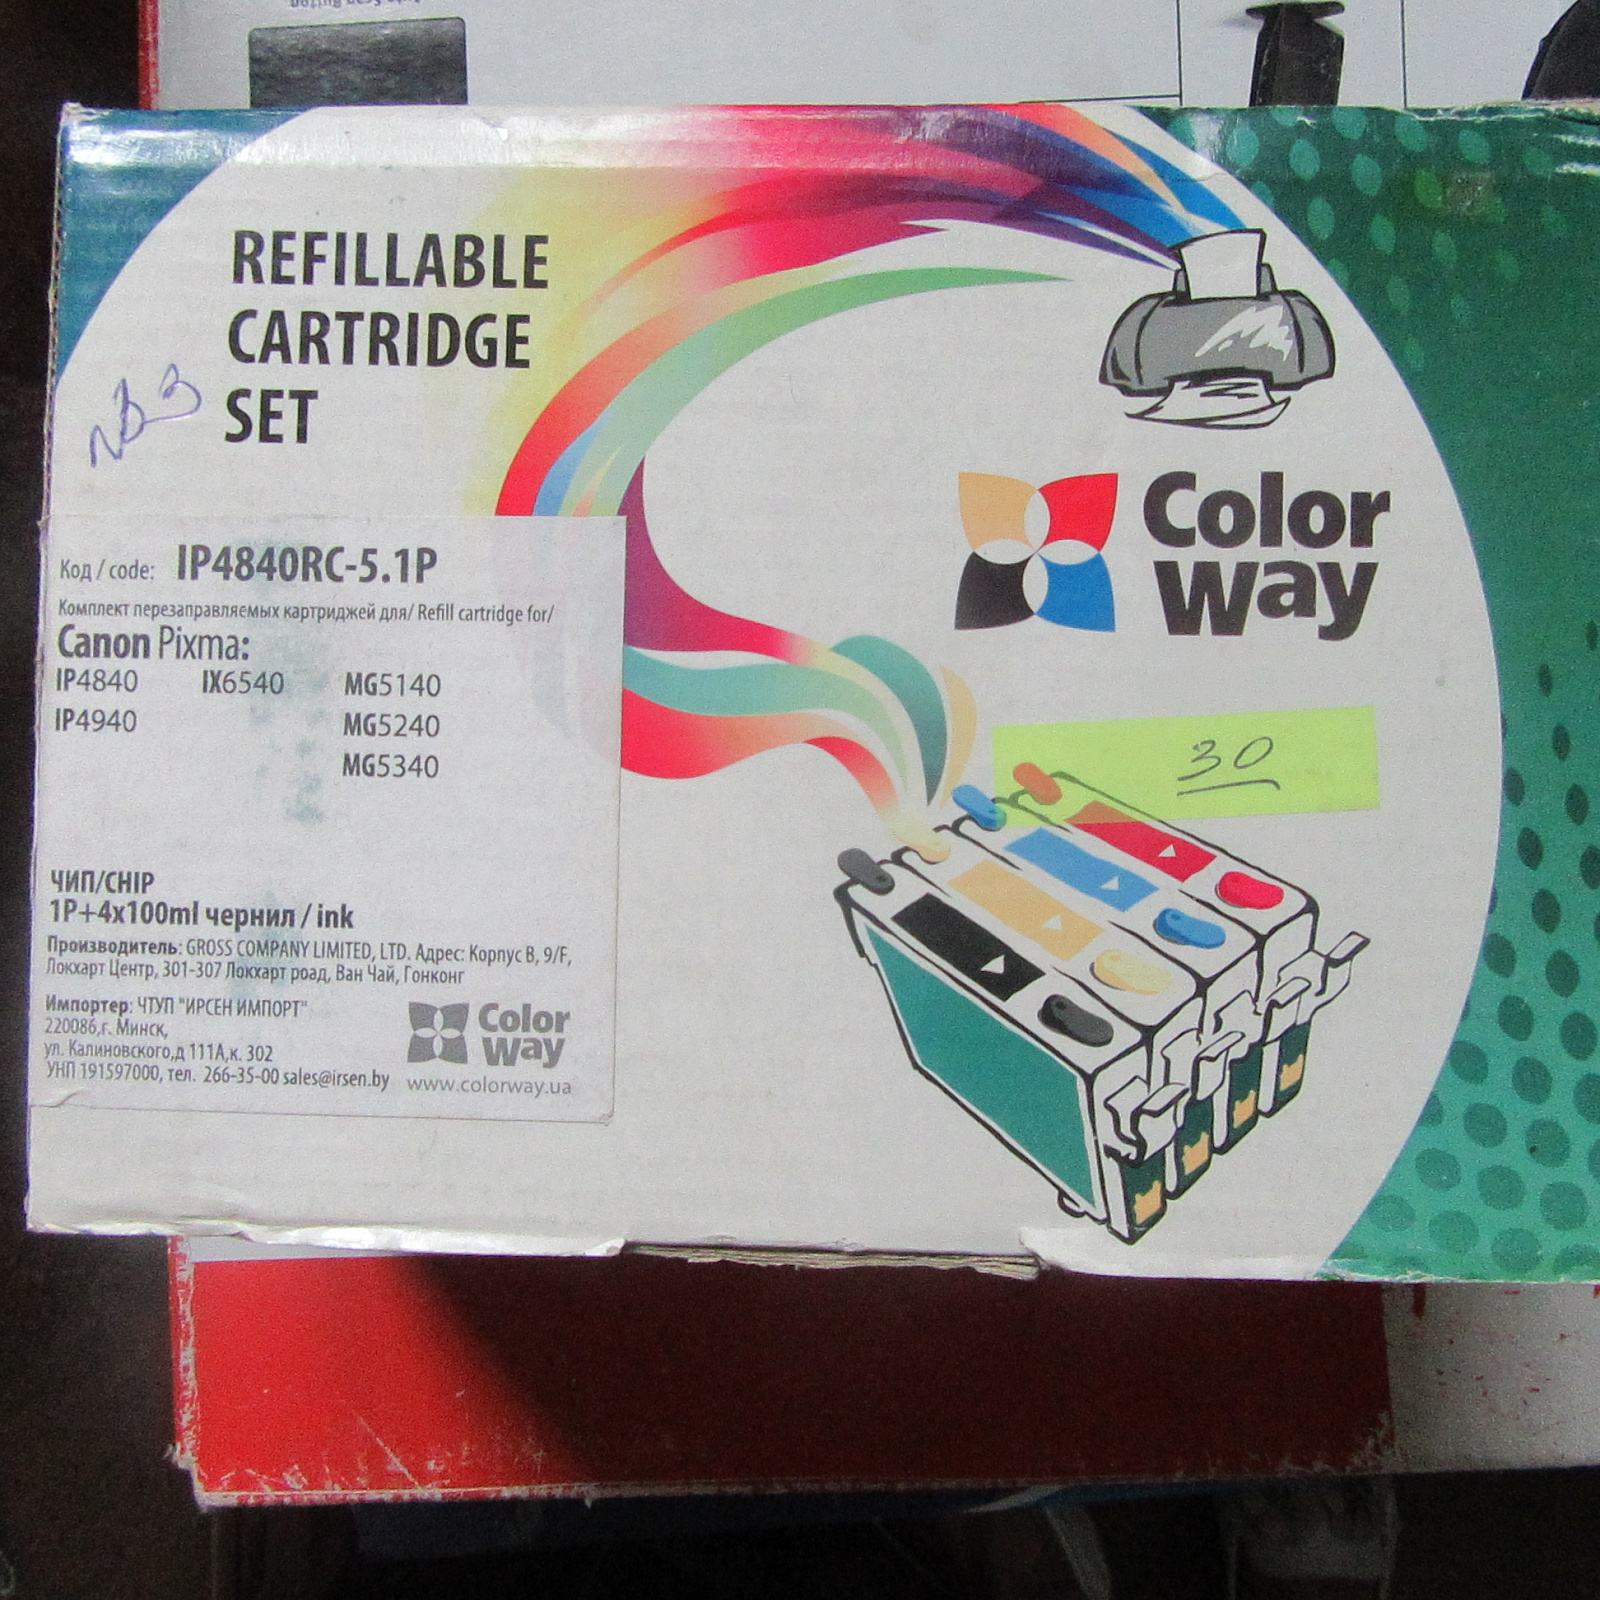 REFILLABLE
CARTRIDGE
SET
Color
Way
30
Код / code: IP4840RC-5.1P
Комплект перезаправляемых картриджей для/ Refill cartridge for/
Canon Pixma:
IP4840 IX6540 MG5140
IP4940 MG5240
MG5340
ЧИП/CHIP
1P+4x100ml чернил / ink
Производитель: GROSS COMPANY LIMITED, LTD. Адрес: Корпус В, 9/F,
Локхарт Центр, 301-307 Локхарт роад, Ван Чай, Гонконг
Импортер: ЧТУП "ИРСЕН ИМПОРТ"
220086,г. Минск,
ул. Калиновского,д 111А,к. 302
УНП 191597000, тел. 266-35-00 sales@irsen.by
Color
Way
www.colorway.ua